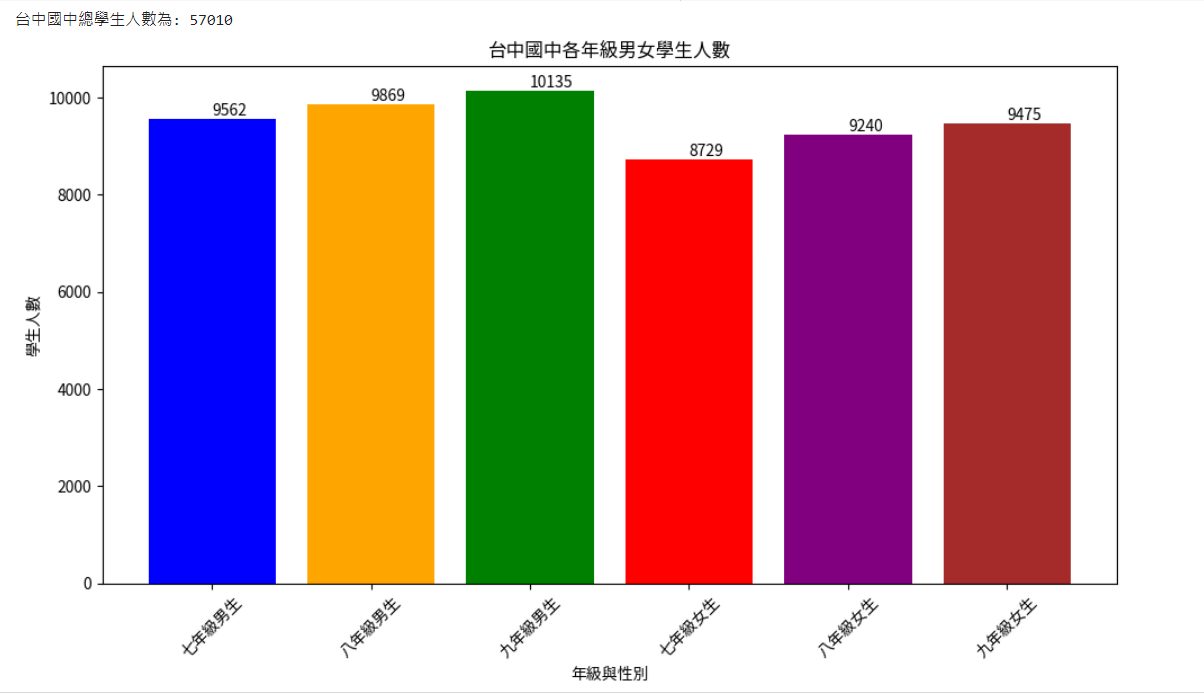 台中國中總學生人數為: 57010
台中國中各年級男女學生人數
10000
8000
6000
4000
2000
0
學生人數
9562
9869
10135
8729
9240
9475
七年級男生
八年級男生
九年級男生
七年級女生
八年級女生
九年級女生
年級與性別